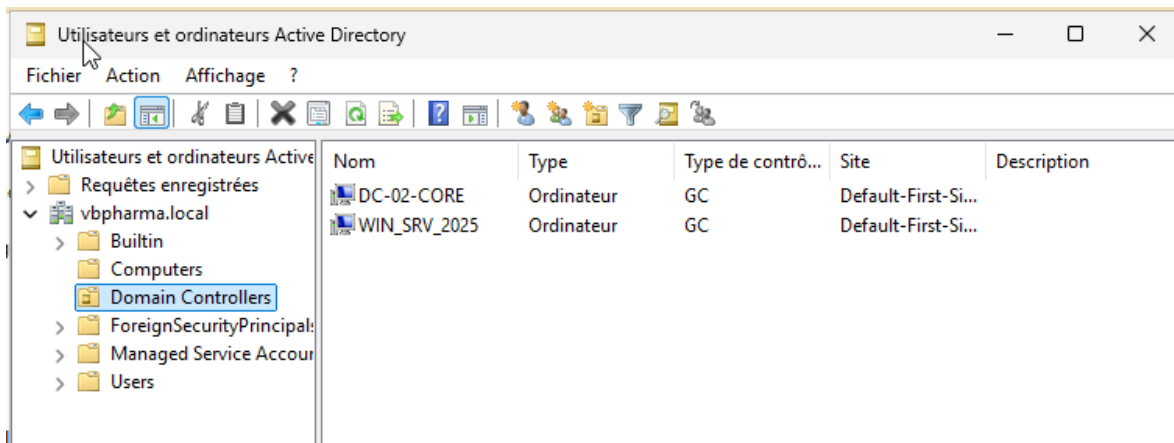 Utilisateurs et ordinateurs Active Directory
Fichier Action Affichage ?
Utilisateurs et ordinateurs Active
Requêtes enregistrées
vbpharma.local
Builtin
Computers
Domain Controllers
ForeignSecurityPrincipals
Managed Service Accour
Users
Nom Type Type de contrô... Site Description
DC-02-CORE Ordinateur GC Default-First-Si...
WIN_SRV_2025 Ordinateur GC Default-First-Si...